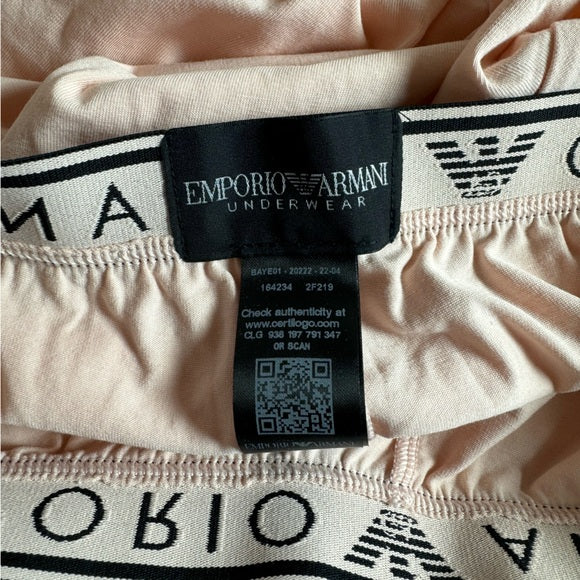 EMPORIO ARMANI
UNDERWEAR
BAYE01 - 20222 - 22-04
164234 2F219
Check authenticity at
www.certilogo.com
CLG 938 197 791 347
OR SCAN
EMPORIO ARMANI
MA
ORIO
A